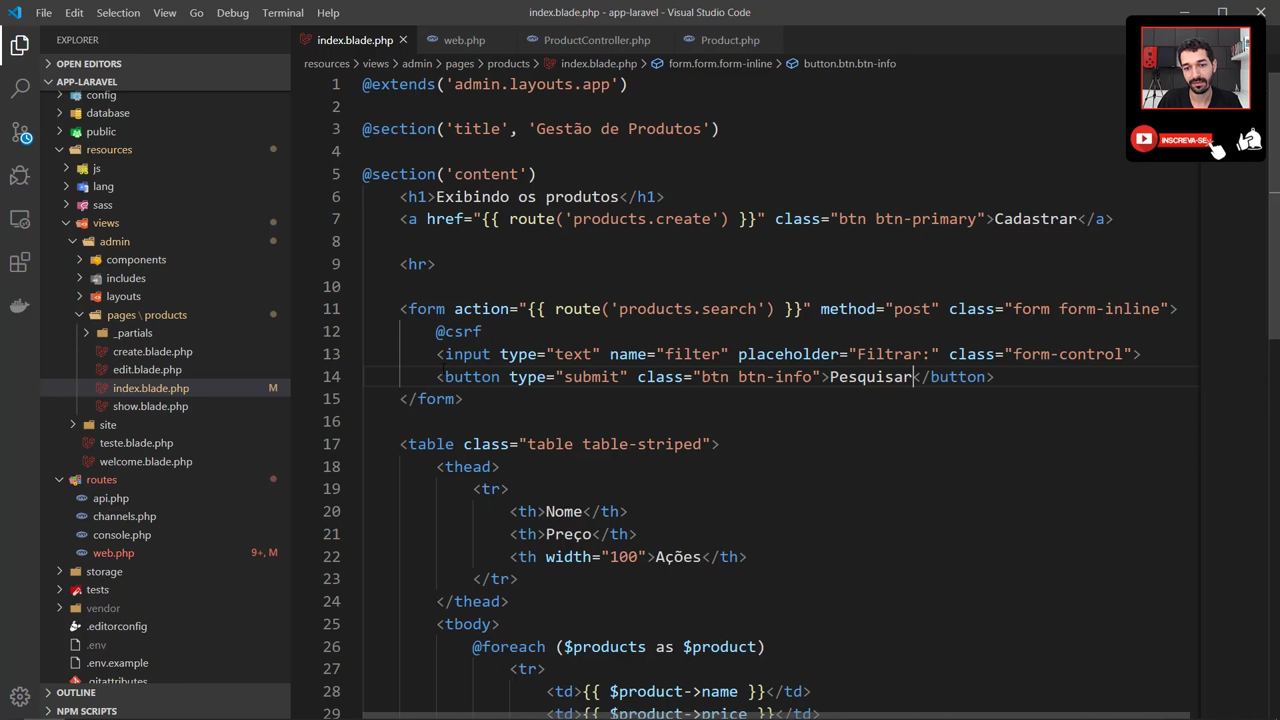 File Edit Selection View Go Debug Terminal Help
index.blade.php - app-laravel - Visual Studio Code
EXPLORER
OPEN EDITORS
APP-LARAVEL
config
database
public
resources
js
lang
sass
views
admin
components
includes
layouts
pages \ products
_partials
create.blade.php
edit.blade.php
index.blade.php M
show.blade.php
site
teste.blade.php
welcome.blade.php
routes
api.php
channels.php
console.php
web.php 9+, M
storage
tests
vendor
.editorconfig
.env
.env.example
.gitattributes
OUTLINE
NPM SCRIPTS
index.blade.php web.php ProductController.php Product.php
resources > views > admin > pages > products > index.blade.php > form.form.form-inline > button.btn.btn-info
1 @extends('admin.layouts.app')
2
3 @section('title', 'Gestão de Produtos')
4
5 @section('content')
6 <h1>Exibindo os produtos</h1>
7 <a href="{{ route('products.create') }}" class="btn btn-primary">Cadastrar</a>
8
9 <hr>
10
11 <form action="{{ route('products.search') }}" method="post" class="form form-inline">
12 @csrf
13 <input type="text" name="filter" placeholder="Filtrar:" class="form-control">
14 <button type="submit" class="btn btn-info">Pesquisar</button>
15 </form>
16
17 <table class="table table-striped">
18 <thead>
19 <tr>
20 <th>Nome</th>
21 <th>Preço</th>
22 <th width="100">Ações</th>
23 </tr>
24 </thead>
25 <tbody>
26 @foreach ($products as $product)
27 <tr>
28 <td>{{ $product->name }}</td>
29 <td>{{ $product->price }}</td>
INSCREVA-SE